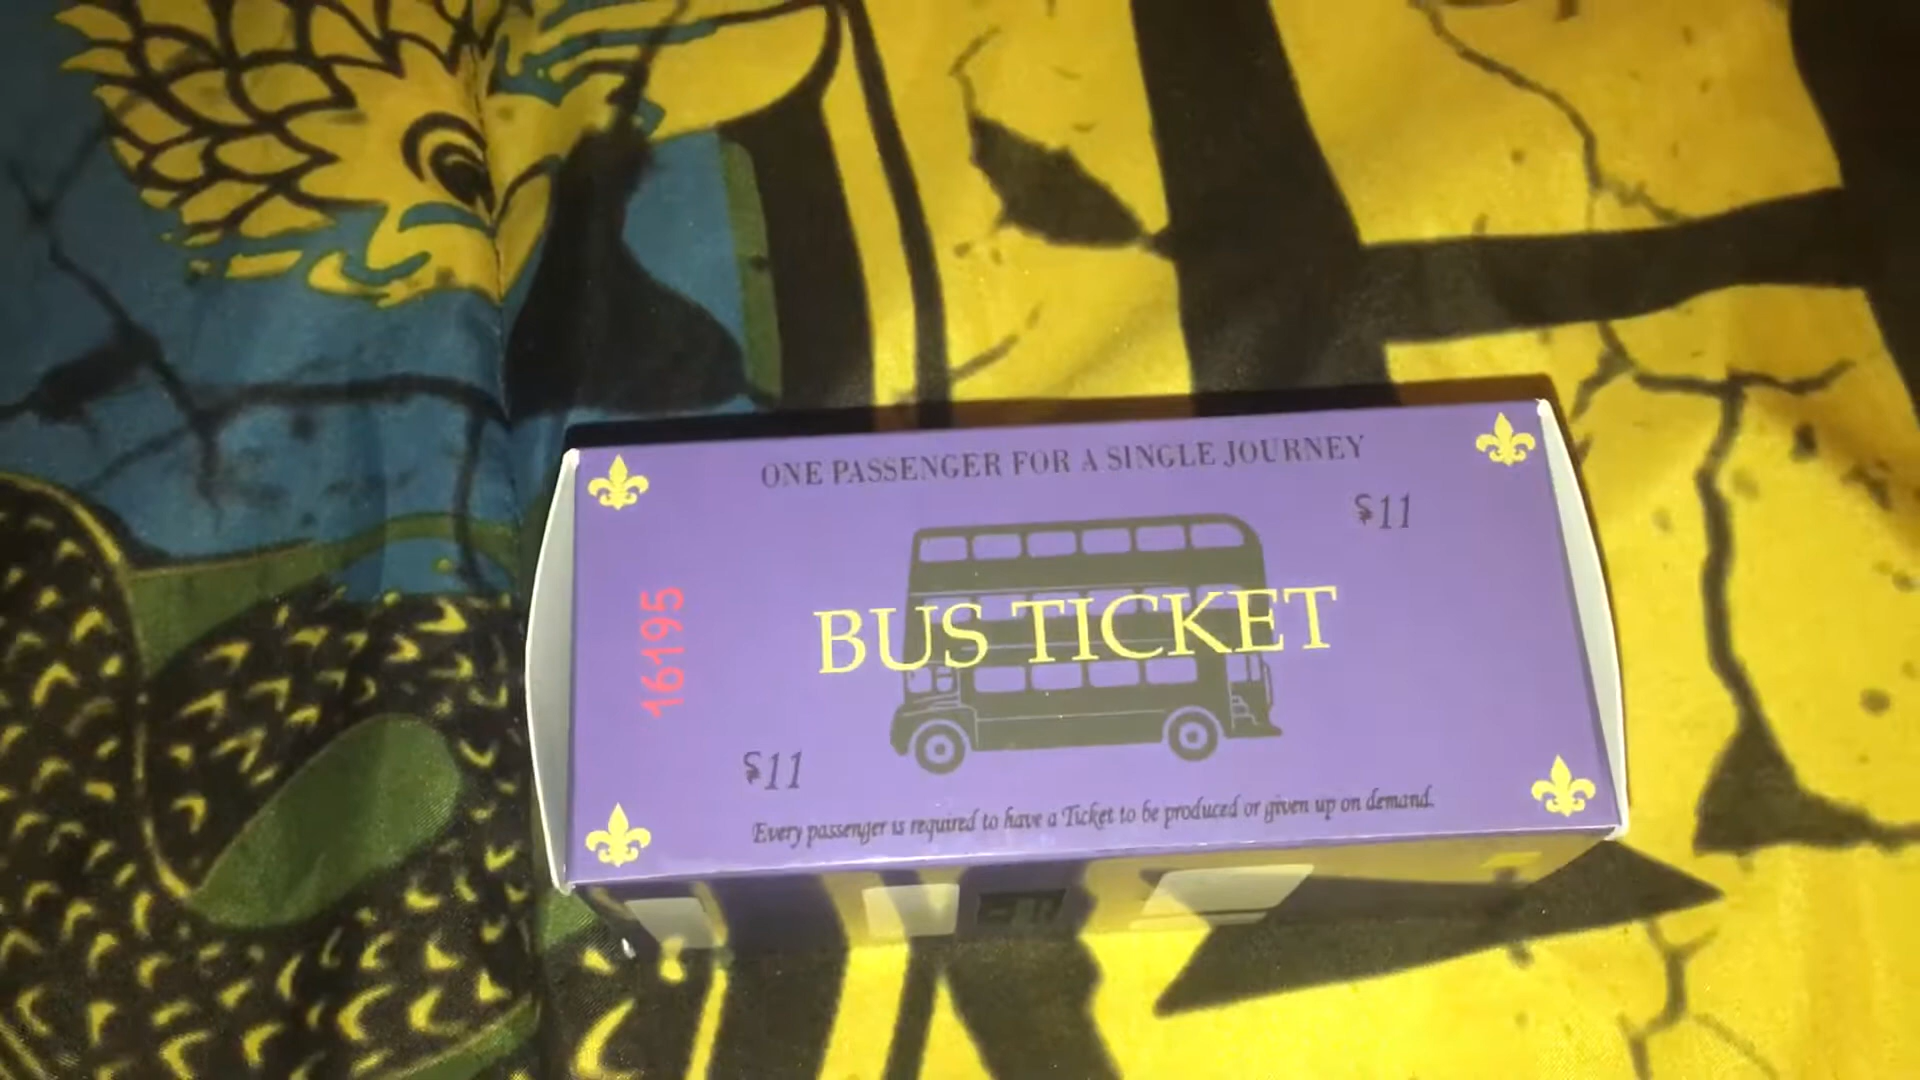 ONE PASSENGER FOR A SINGLE JOURNEY
$11
16195
BUS TICKET
$11
Every passenger is required to have a Ticket to be produced or given up on demand.